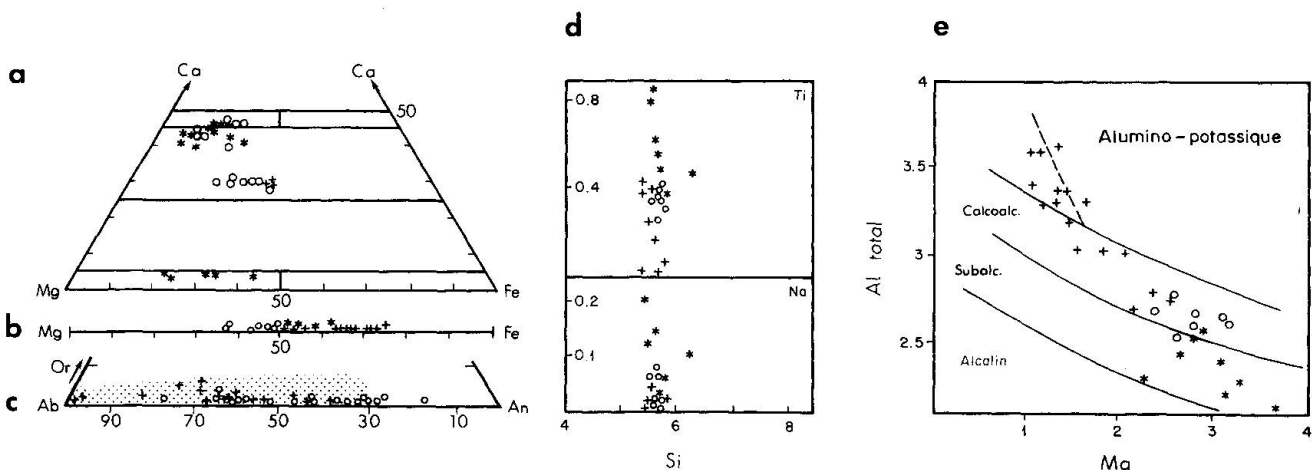 a
Ca
Ca
50
Mg
Fe
50
b
Mg
Fe
50
Or
c
Ab
An
90
70
50
30
10
d
Ti
0.8
0.4
Na
0.2
0.1
4
6
8
Si
e
4
Alumino-potassique
3.5
Calcoalc.
Al total
3
Subalc.
2.5
Alcalin
1
2
3
4
Mg